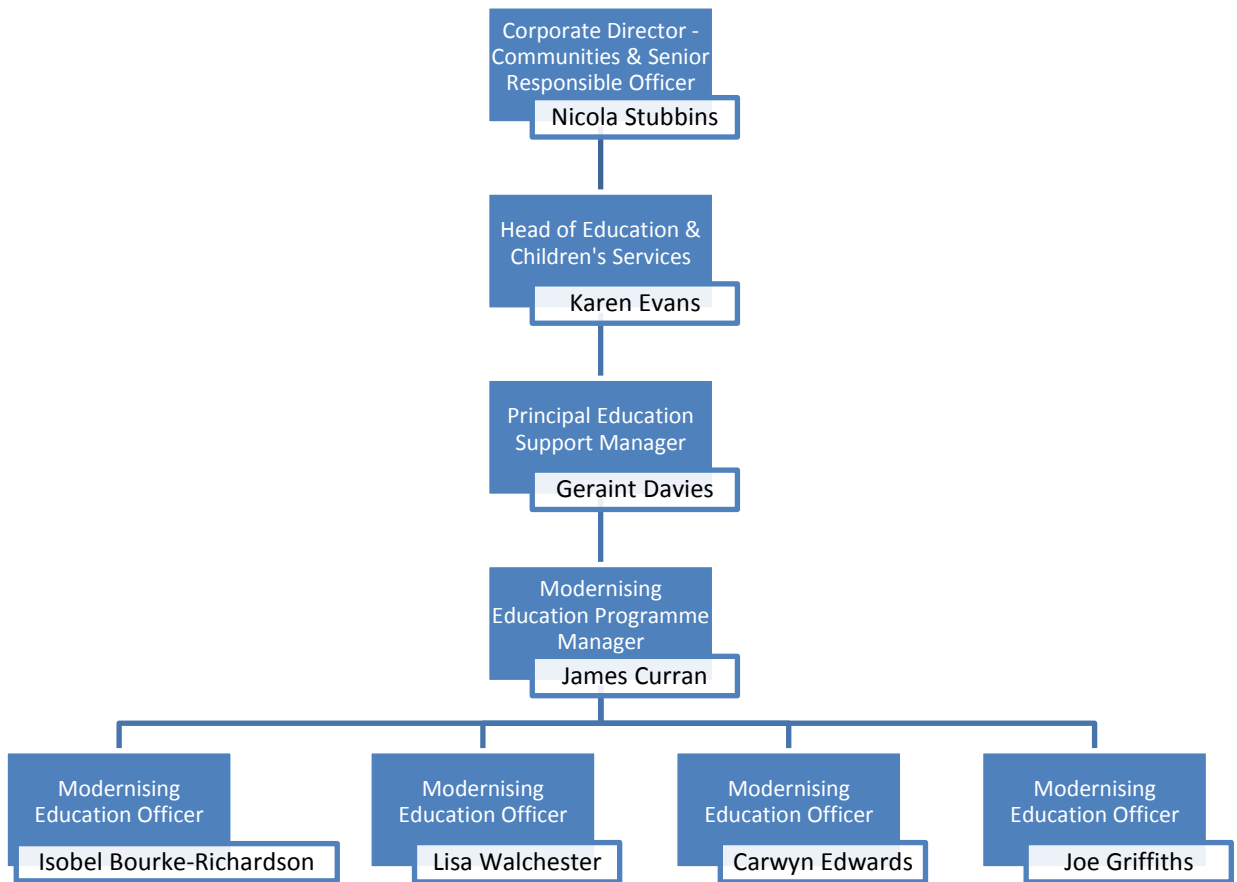 Corporate Director -
Communities & Senior
Responsible Officer
Nicola Stubbins
Head of Education &
Children's Services
Karen Evans
Principal Education
Support Manager
Geraint Davies
Modernising
Education Programme
Manager
James Curran
Modernising
Education Officer
Isobel Bourke-Richardson
Modernising
Education Officer
Lisa Walchester
Modernising
Education Officer
Carwyn Edwards
Modernising
Education Officer
Joe Griffiths